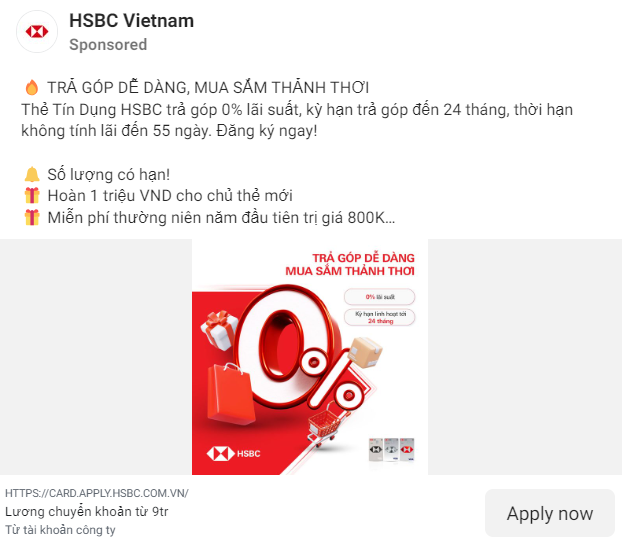 HSBC Vietnam
Sponsored
🔥 TRẢ GÓP DỄ DÀNG, MUA SẮM THẢNH THƠI
Thẻ Tín Dụng HSBC trả góp 0% lãi suất, kỳ hạn trả góp đến 24 tháng, thời hạn
không tính lãi đến 55 ngày. Đăng ký ngay!
🔔 Số lượng có hạn!
🎁 Hoàn 1 triệu VND cho chủ thẻ mới
🎁 Miễn phí thường niên năm đầu tiên trị giá 800K...
TRẢ GÓP DỄ DÀNG
MUA SẮM THẢNH THƠI
0% lãi suất
Kỳ hạn linh hoạt tới
24 tháng
0%
HSBC
HTTPS://CARD.APPLY.HSBC.COM.VN/
Lương chuyển khoản từ 9tr
Từ tài khoản công ty
Apply now